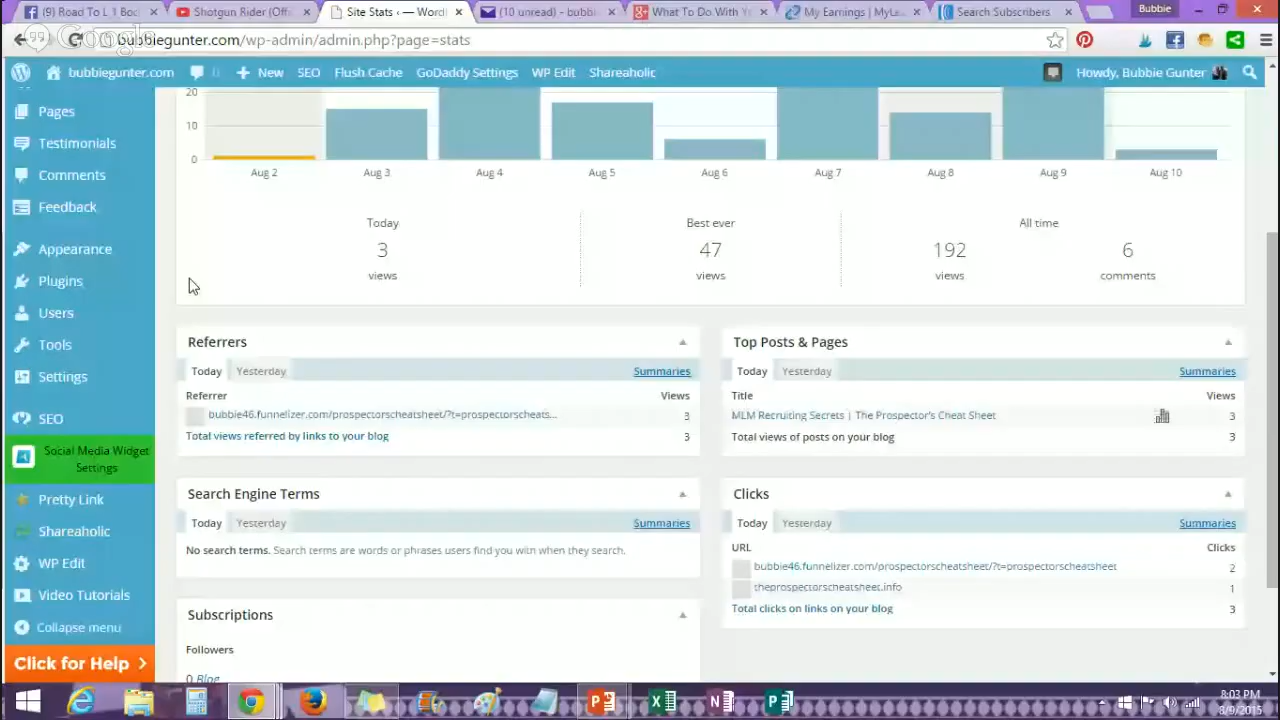 (9) Road To L 3 Boc
Shotgun Rider (Offi
Site Stats ‹ — Wordl
(10 unread) - bubbi
What To Do With Y
My Earnings | MyLe
Search Subscribers
Bubbie
bubbiegunter.com/wp-admin/admin.php?page=stats
Google
bubbiegunter.com
New
SEO
Flush Cache
GoDaddy Settings
WP Edit
Shareaholic
Howdy, Bubbie Gunter
Pages
Testimonials
Comments
Feedback
Appearance
Plugins
Users
Tools
Settings
SEO
Social Media Widget
Settings
Pretty Link
Shareaholic
WP Edit
Video Tutorials
Collapse menu
Click for Help
20
10
0
Aug 2
Aug 3
Aug 4
Aug 5
Aug 6
Aug 7
Aug 8
Aug 9
Aug 10
Today
3
views
Best ever
47
views
All time
192
views
6
comments
Referrers
Today Yesterday Summaries
Referrer Views
bubbie46.funnelizer.com/prospectorscheatsheet/?t=prospectorscheats... 3
Total views referred by links to your blog 3
Top Posts & Pages
Today Yesterday Summaries
Title Views
MLM Recruiting Secrets | The Prospector's Cheat Sheet 3
Total views of posts on your blog 3
Search Engine Terms
Today Yesterday Summaries
No search terms. Search terms are words or phrases users find you with when they search.
Clicks
Today Yesterday Summaries
URL Clicks
bubbie46.funnelizer.com/prospectorscheatsheet/?t=prospectorscheatsheet 2
theprospectorscheatsheet.info 1
Total clicks on links on your blog 3
Subscriptions
Followers
0 Blog
8:03 PM
8/9/2015